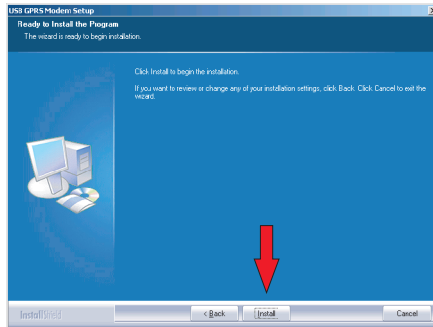 USB GPRS Modem Setup
Ready to Install the Program
The wizard is ready to begin installation.
Click Install to begin the installation.
If you want to review or change any of your installation settings, click Back. Click Cancel to exit the
wizard.
InstallShield
< Back
Install
Cancel